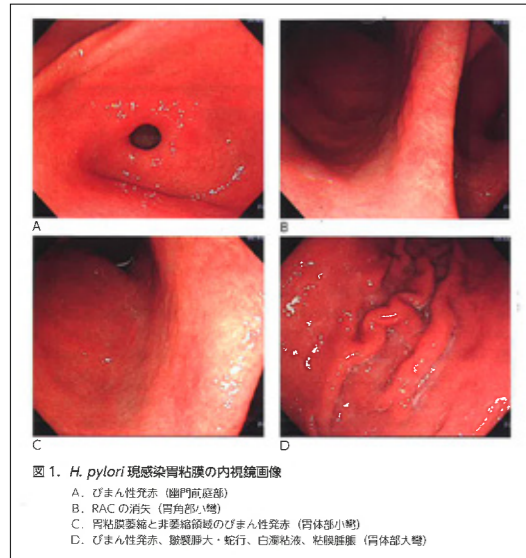 A
B
C
D
図 1. H. pylori 現感染胃粘膜の内視鏡画像
A. びまん性発赤（幽門前庭部）
B. RACの消失（胃角部小彎）
C. 胃粘膜萎縮と非萎縮領域のびまん性発赤（胃体部小彎）
D. びまん性発赤、皺襞腫大・蛇行、白濁粘液、粘膜腫脹（胃体部大彎）